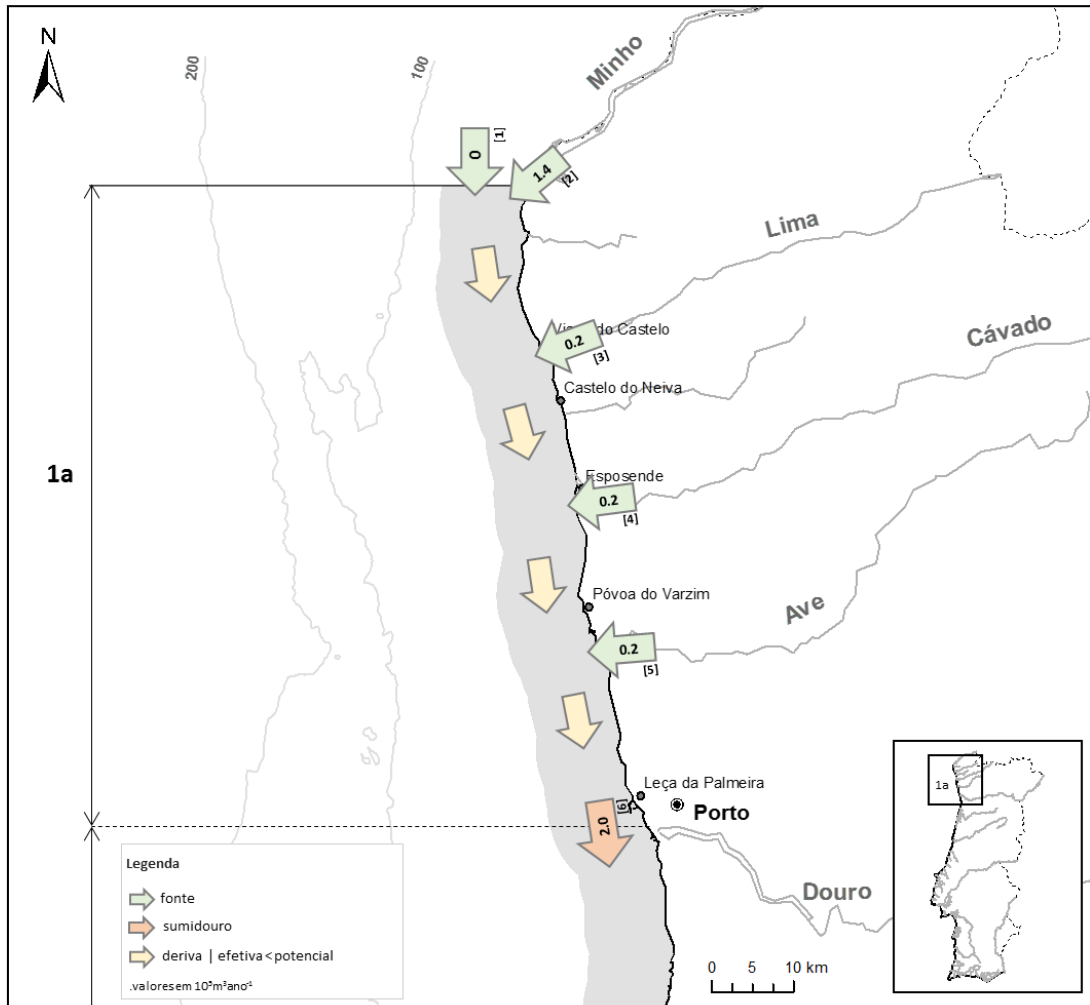 N
200
100
Minho
0
[1]
1.4
[2]
Lima
do Castelo
0.2
[3]
Cávado
Castelo do Neiva
1a
Esposende
0.2
[4]
Póvoa do Varzim
Ave
0.2
[5]
Leça da Palmeira
[6]
Porto
2.0
1a
Douro
Legenda
fonte
sumidouro
deriva | efetiva < potencial
.valores em 10⁵m³ano⁻¹
0 5 10 km